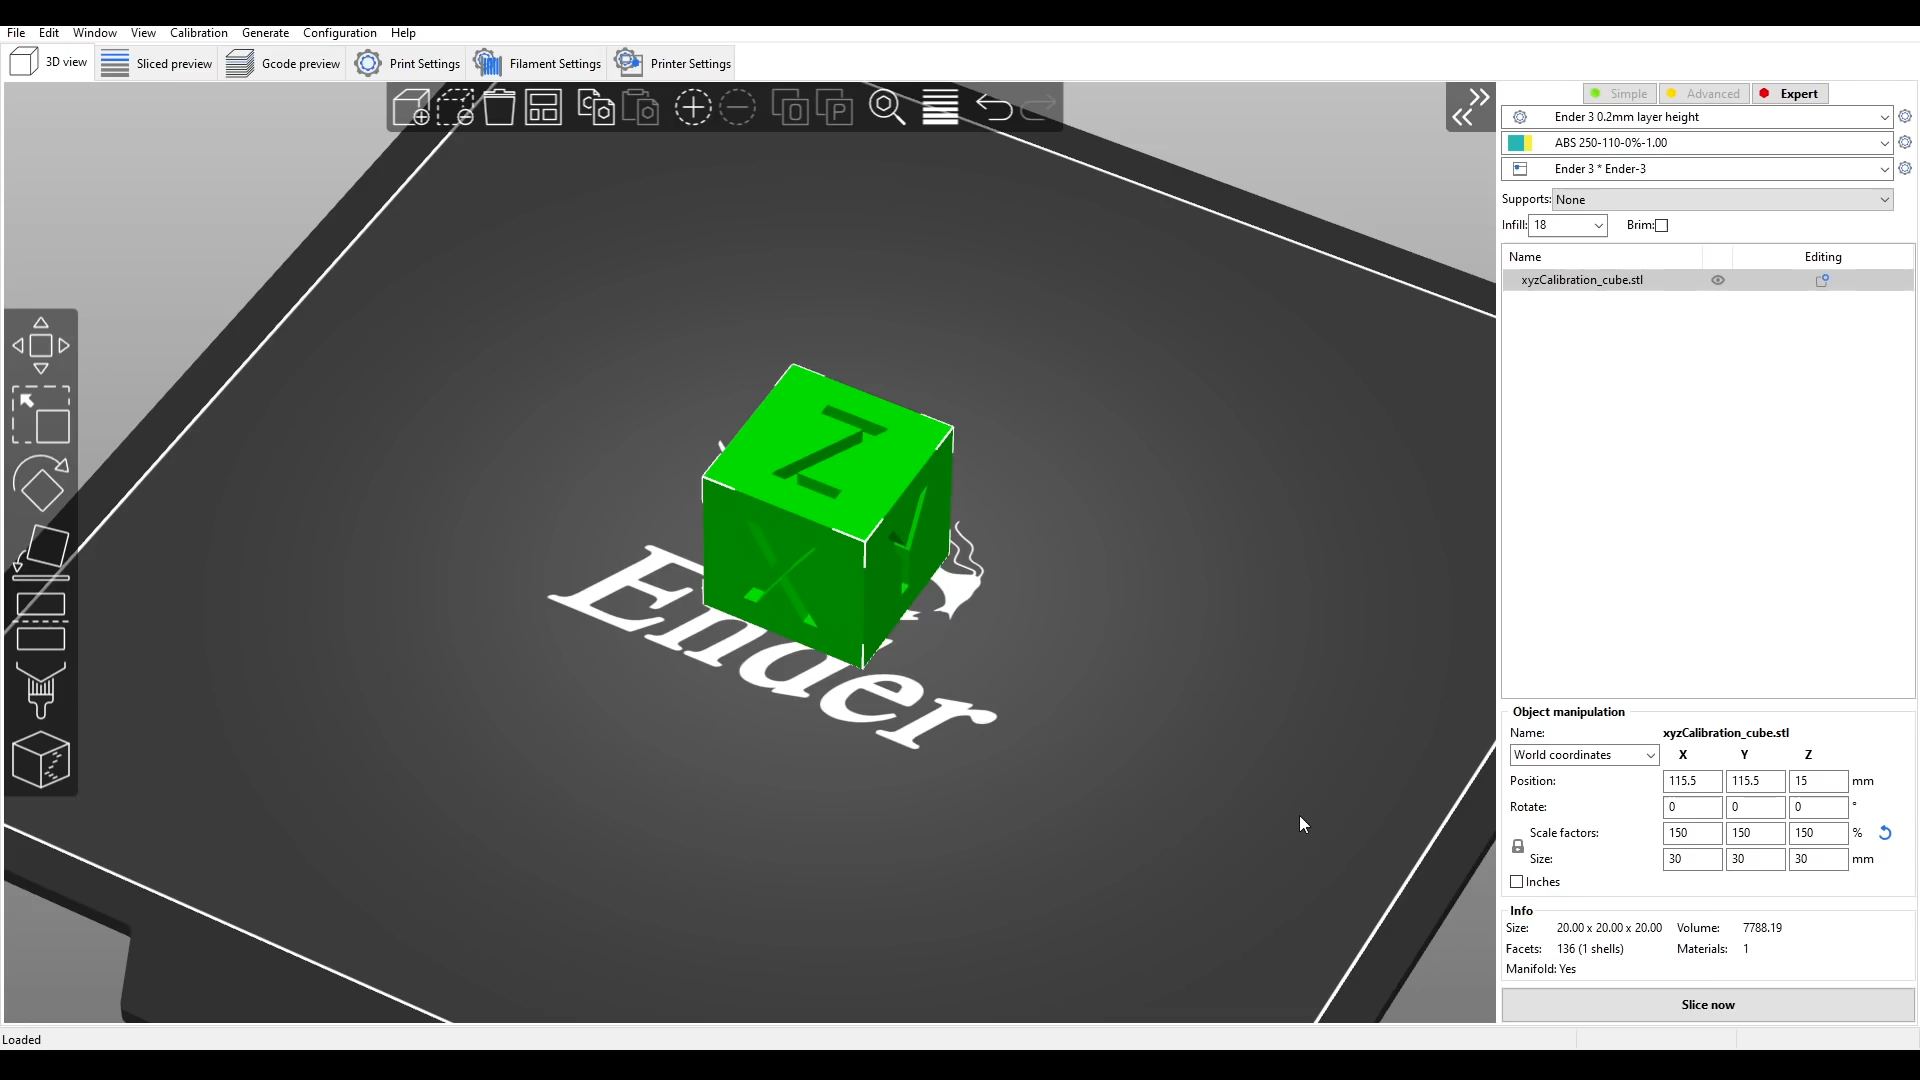 File Edit Window View Calibration Generate Configuration Help
3D view Sliced preview Gcode preview Print Settings Filament Settings Printer Settings
Simple Advanced Expert
Ender 3 0.2mm layer height
ABS 250-110-0%-1.00
Ender 3 * Ender-3
Supports: None
Infill: 18 Brim:
Name Editing
xyzCalibration_cube.stl
Z
X Y
Ender
Object manipulation
Name: xyzCalibration_cube.stl
World coordinates X Y Z
Position: 115.5 115.5 15 mm
Rotate: 0 0 0 °
Scale factors: 150 150 150 %
Size: 30 30 30 mm
Inches
Info
Size: 20.00 x 20.00 x 20.00 Volume: 7788.19
Facets: 136 (1 shells) Materials: 1
Manifold: Yes
Slice now
Loaded